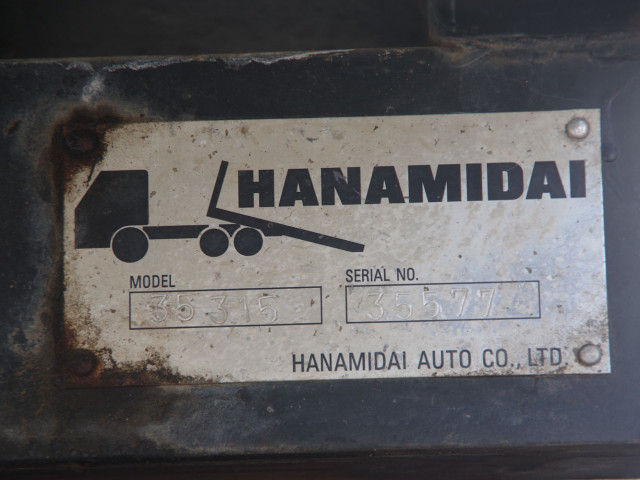 HANAMIDAI
MODEL
35315
SERIAL NO.
35577
HANAMIDAI AUTO CO., LTD